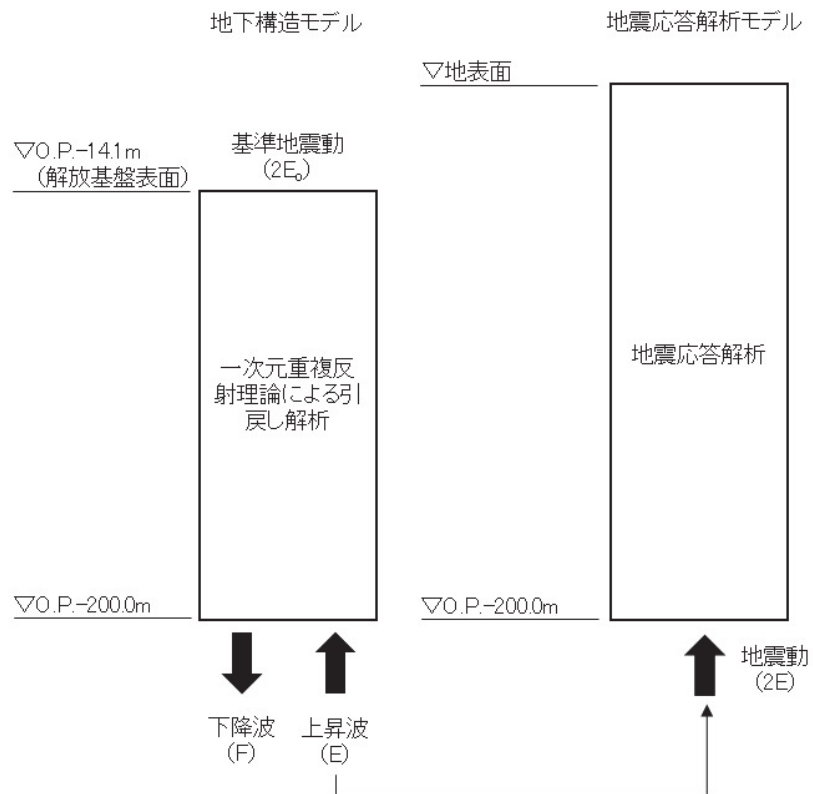 地下構造モデル
地震応答解析モデル
▽地表面
▽O.P.-14.1m
(解放基盤表面)
基準地震動
(2E₀)
一次元重複反
射理論による引
戻し解析
地震応答解析
▽O.P.-200.0m
▽O.P.-200.0m
下降波
(F)
上昇波
(E)
地震動
(2E)